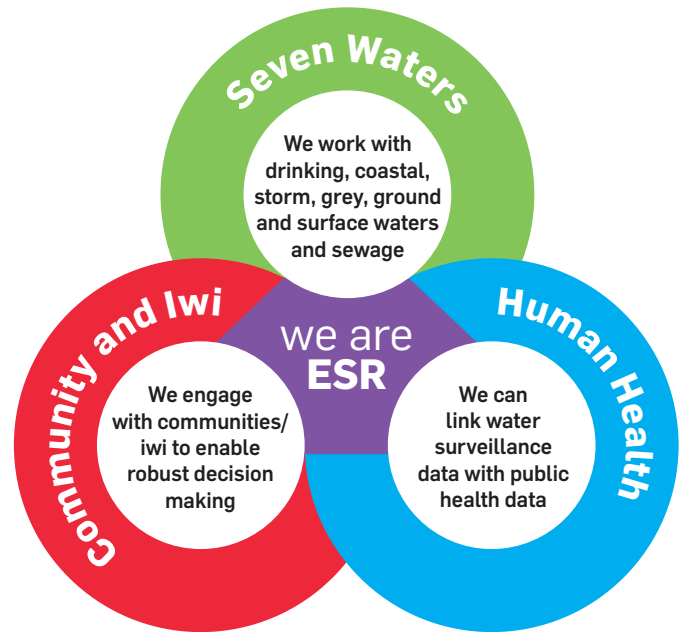 Seven Waters
We work with
drinking, coastal,
storm, grey, ground
and surface waters
and sewage
we are
ESR
Community and Iwi
We engage
with communities/
iwi to enable
robust decision
making
Human Health
We can
link water
surveillance
data with public
health data